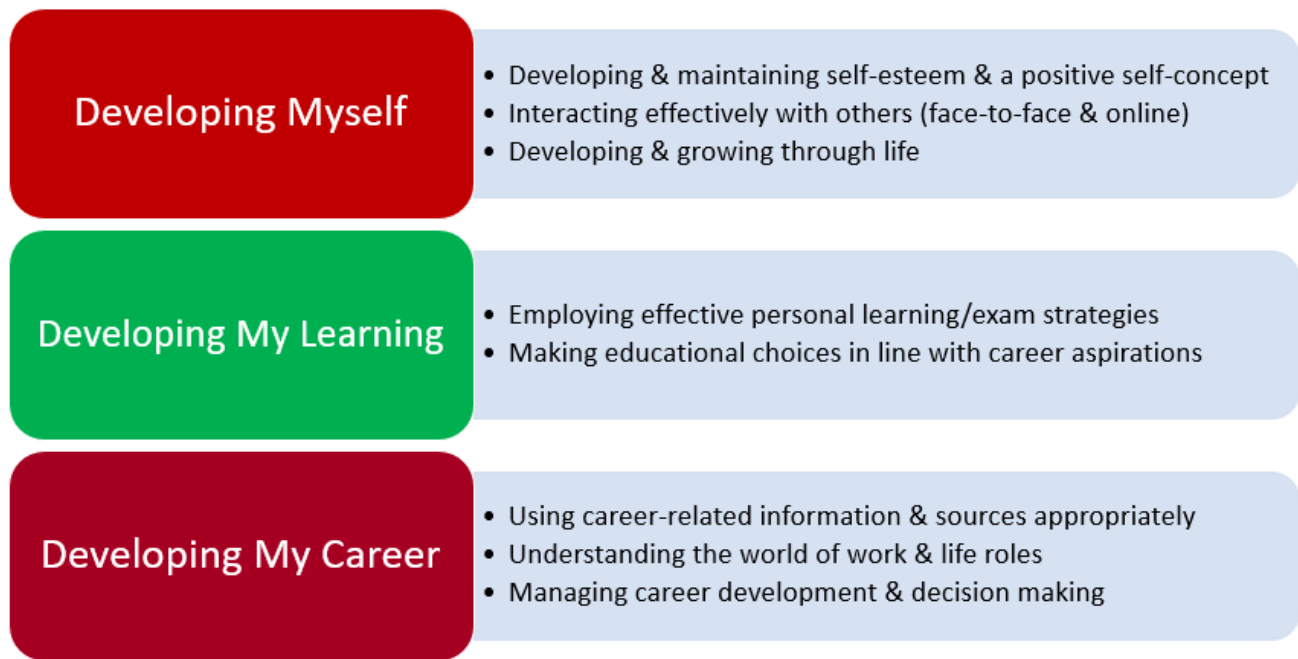 Developing Myself
• Developing & maintaining self-esteem & a positive self-concept
• Interacting effectively with others (face-to-face & online)
• Developing & growing through life
Developing My Learning
• Employing effective personal learning/exam strategies
• Making educational choices in line with career aspirations
Developing My Career
• Using career-related information & sources appropriately
• Understanding the world of work & life roles
• Managing career development & decision making